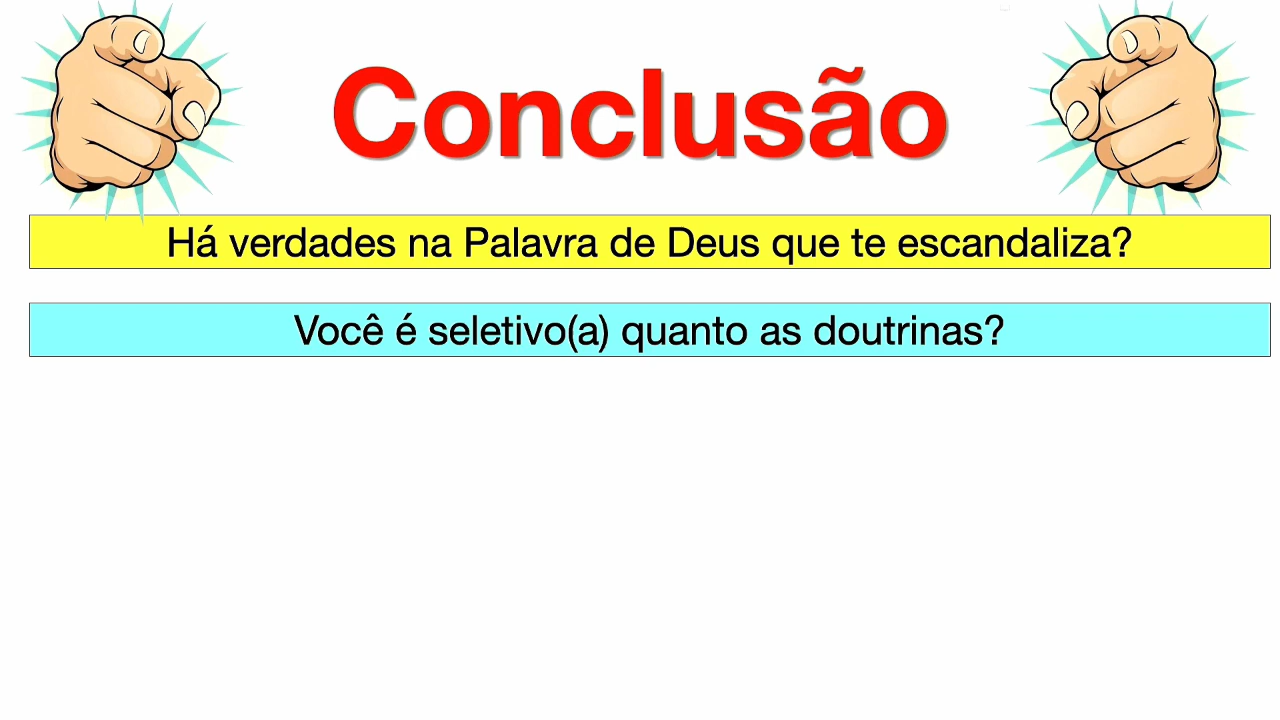 Conclusão
Há verdades na Palavra de Deus que te escandaliza?
Você é seletivo(a) quanto as doutrinas?